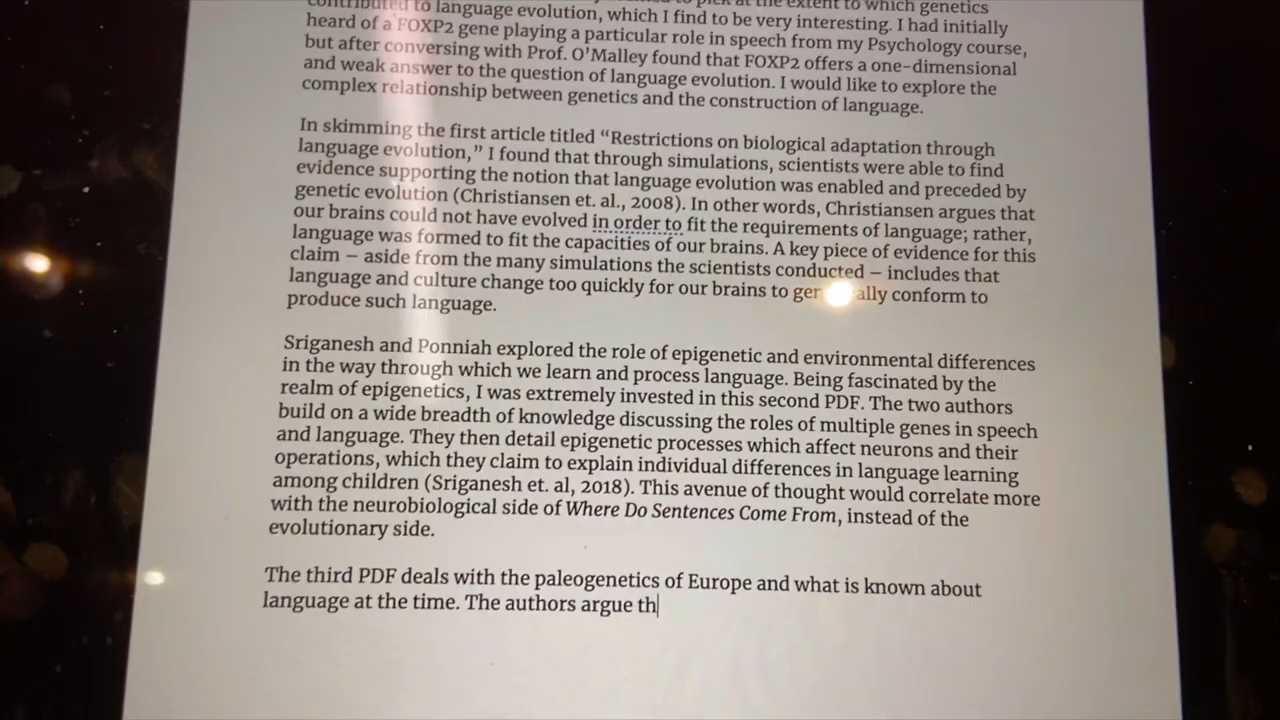 contributed to language evolution, which I find to be very interesting. I had initially
heard of a FOXP2 gene playing a particular role in speech from my Psychology course,
but after conversing with Prof. O’Malley found that FOXP2 offers a one-dimensional
and weak answer to the question of language evolution. I would like to explore the
complex relationship between genetics and the construction of language.
In skimming the first article titled “Restrictions on biological adaptation through
language evolution,” I found that through simulations, scientists were able to find
evidence supporting the notion that language evolution was enabled and preceded by
genetic evolution (Christiansen et. al., 2008). In other words, Christiansen argues that
our brains could not have evolved in order to fit the requirements of language; rather,
language was formed to fit the capacities of our brains. A key piece of evidence for this
claim – aside from the many simulations the scientists conducted – includes that
language and culture change too quickly for our brains to conform to
produce such language.
Sriganesh and Ponniah explored the role of epigenetic and environmental differences
in the way through which we learn and process language. Being fascinated by the
realm of epigenetics, I was extremely invested in this second PDF. The two authors
build on a wide breadth of knowledge discussing the roles of multiple genes in speech
and language. They then detail epigenetic processes which affect neurons and their
operations, which they claim to explain individual differences in language learning
among children (Sriganesh et. al, 2018). This avenue of thought would correlate more
with the neurobiological side of Where Do Sentences Come From, instead of the
evolutionary side.
The third PDF deals with the paleogenetics of Europe and what is known about
language at the time. The authors argue th